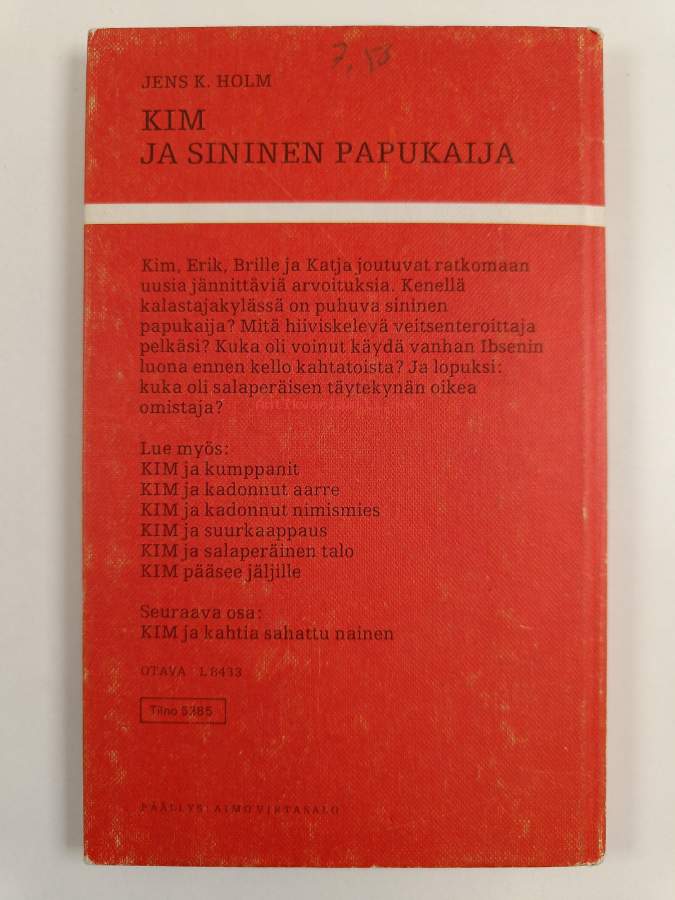 7,50
JENS K. HOLM
KIM
JA SININEN PAPUKAIJA
Kim, Erik, Brille ja Katja joutuvat ratkomaan
uusia jännittäviä arvoituksia. Kenellä
kalastajakylässä on puhuva sininen
papukaija? Mitä hiiviskelevä veitsenteroittaja
pelkäsi? Kuka oli voinut käydä vanhan Ibsenin
luona ennen kello kahtatoista? Ja lopuksi:
kuka oli salaperäisen täytekynän oikea
omistaja?
Lue myös:
KIM ja kumppanit
KIM ja kadonnut aarre
KIM ja kadonnut nimismies
KIM ja suurkaappaus
KIM ja salaperäinen talo
KIM pääsee jäljille
Seuraava osa:
KIM ja kahtia sahattu nainen
OTAVA L 8433
Tilno 5385
PÄÄLLYS: AIMO VIRTASALO